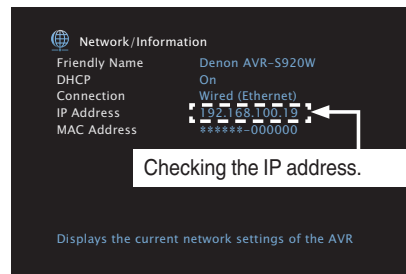 Network/Information
Friendly Name Denon AVR-S920W
DHCP On
Connection Wired (Ethernet)
IP Address 192.168.100.19
MAC Address ******-000000
Checking the IP address.
Displays the current network settings of the AVR